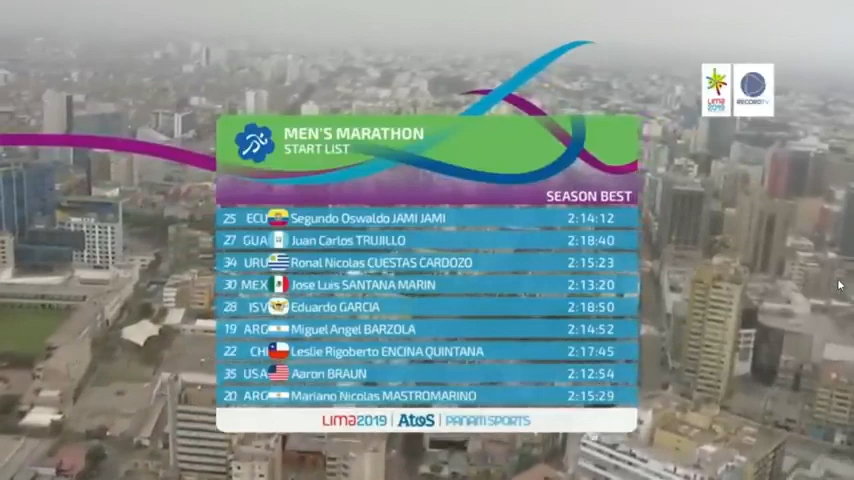 LIMA
2019
RECORDTV
MEN'S MARATHON
START LIST
SEASON BEST
25 ECU Segundo Oswaldo JAMI JAMI 2:14:12
27 GUA Juan Carlos TRUJILLO 2:18:40
34 URU Ronal Nicolas CUESTAS CARDOZO 2:15:23
30 MEX Jose Luis SANTANA MARIN 2:13:20
28 ISV Eduardo GARCIA 2:18:50
19 ARG Miguel Angel BARZOLA 2:14:52
22 CHI Leslie Rigoberto ENCINA QUINTANA 2:17:45
35 USA Aaron BRAUN 2:12:54
20 ARG Mariano Nicolas MASTROMARINO 2:15:29
LIMA2019 | Atos | PANAM SPORTS